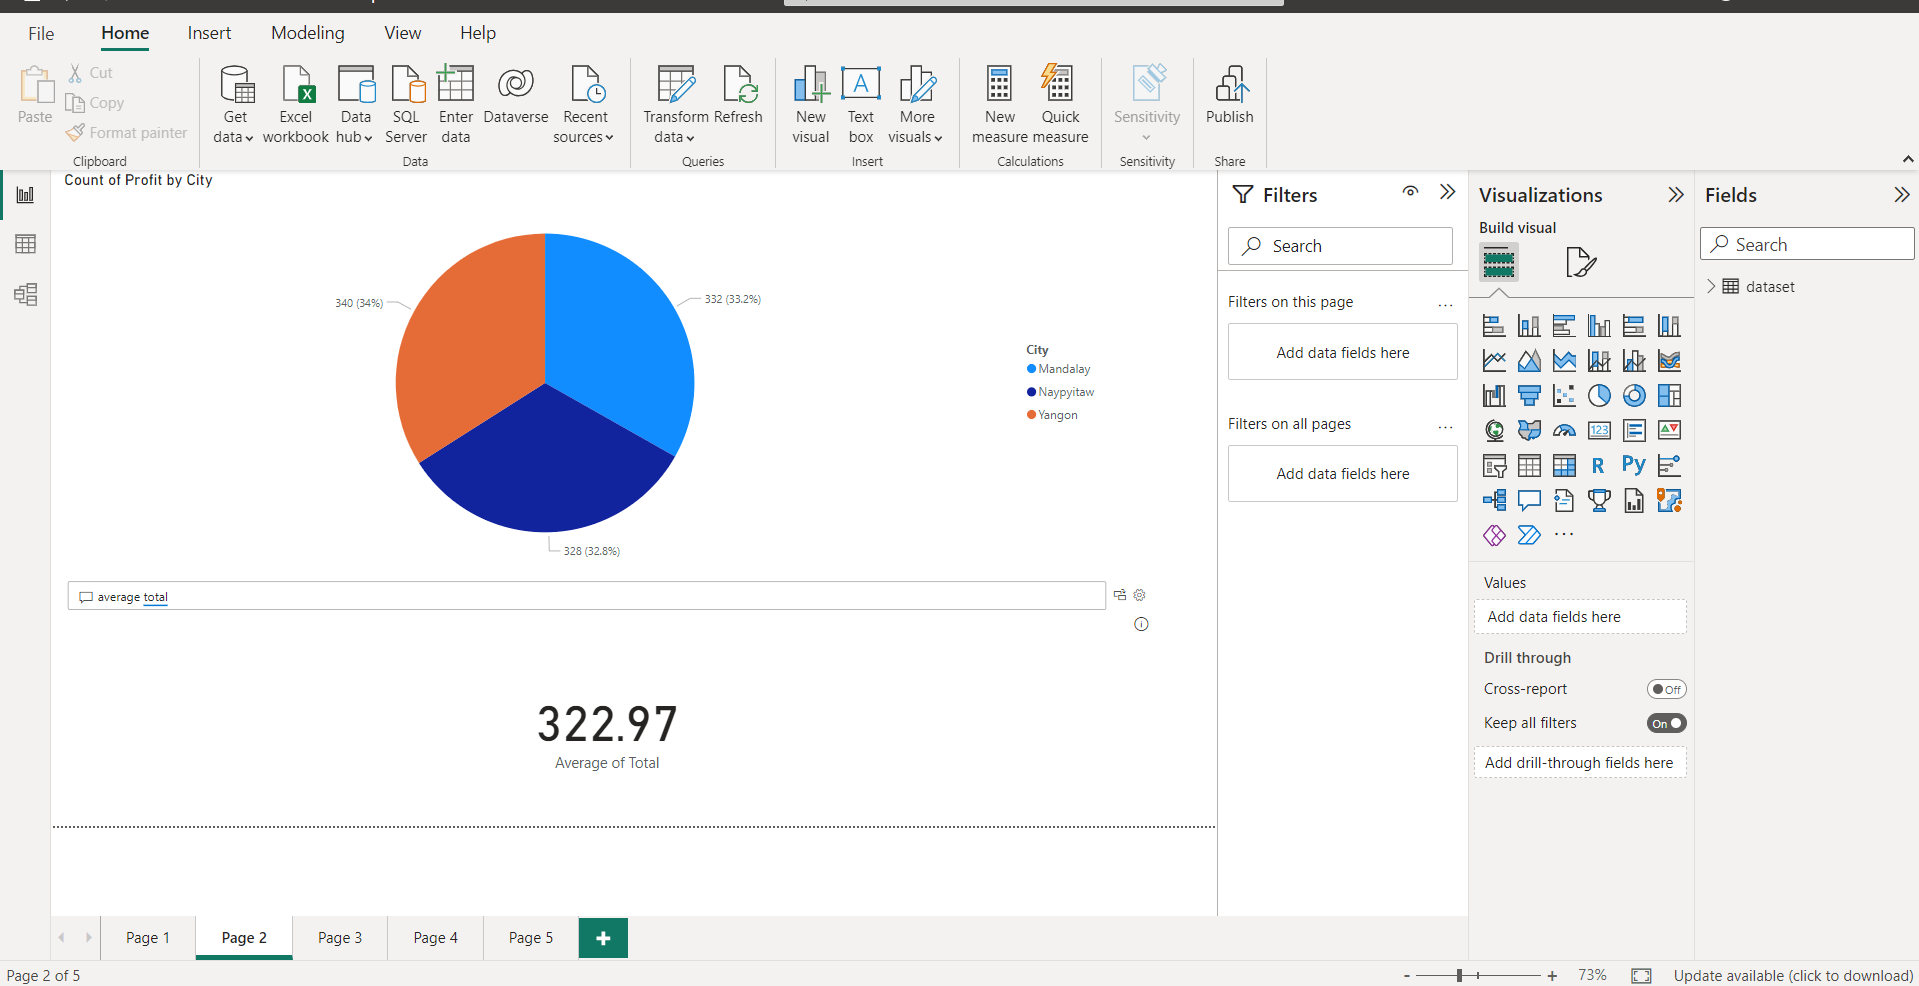 File Home Insert Modeling View Help
Paste
Cut
Copy
Format painter
Clipboard
Get data
Excel workbook
Data hub
SQL Server
Enter data
Dataverse
Recent sources
Data
Transform data
Refresh
Queries
New visual
Text box
More visuals
Insert
New measure
Quick measure
Calculations
Sensitivity
Sensitivity
Publish
Share
Count of Profit by City
340 (34%)
332 (33.2%)
328 (32.8%)
City
Mandalay
Naypyitaw
Yangon
average total
322.97
Average of Total
Filters
Search
Filters on this page ...
Add data fields here
Filters on all pages ...
Add data fields here
Visualizations
Build visual
123
R
Py
...
Values
Add data fields here
Drill through
Cross-report Off
Keep all filters On
Add drill-through fields here
Fields
Search
dataset
Page 1 Page 2 Page 3 Page 4 Page 5 +
Page 2 of 5
- + 73%
Update available (click to download)